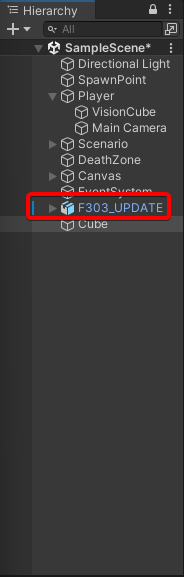 Hierarchy
All
SampleScene*
Directional Light
SpawnPoint
Player
VisionCube
Main Camera
Scenario
DeathZone
Canvas
EventSystem
F303_UPDATE
Cube